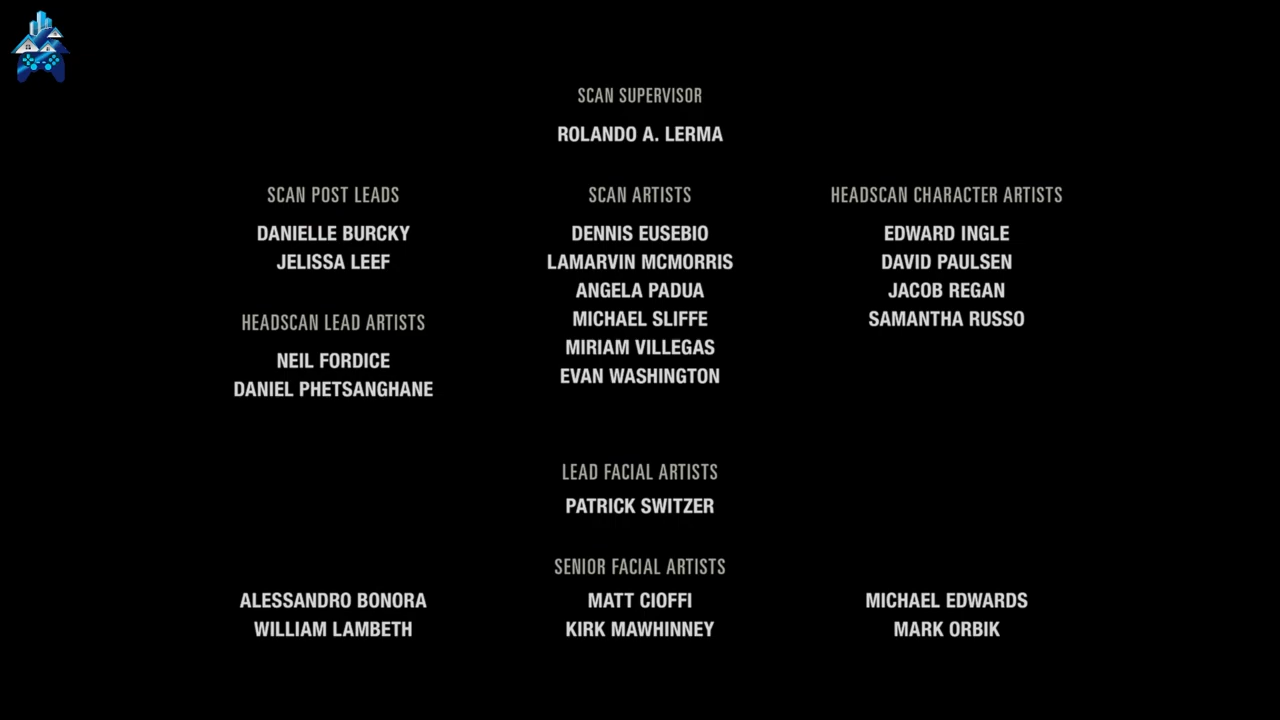 SCAN SUPERVISOR
ROLANDO A. LERMA
SCAN POST LEADS
DANIELLE BURCKY
JELISSA LEEF
HEADSCAN LEAD ARTISTS
NEIL FORDICE
DANIEL PHETSANGHANE
SCAN ARTISTS
DENNIS EUSEBIO
LAMARVIN MCMORRIS
ANGELA PADUA
MICHAEL SLIFFE
MIRIAM VILLEGAS
EVAN WASHINGTON
HEADSCAN CHARACTER ARTISTS
EDWARD INGLE
DAVID PAULSEN
JACOB REGAN
SAMANTHA RUSSO
LEAD FACIAL ARTISTS
PATRICK SWITZER
SENIOR FACIAL ARTISTS
ALESSANDRO BONORA
WILLIAM LAMBETH
MATT CIOFFI
KIRK MAWHINNEY
MICHAEL EDWARDS
MARK ORBIK